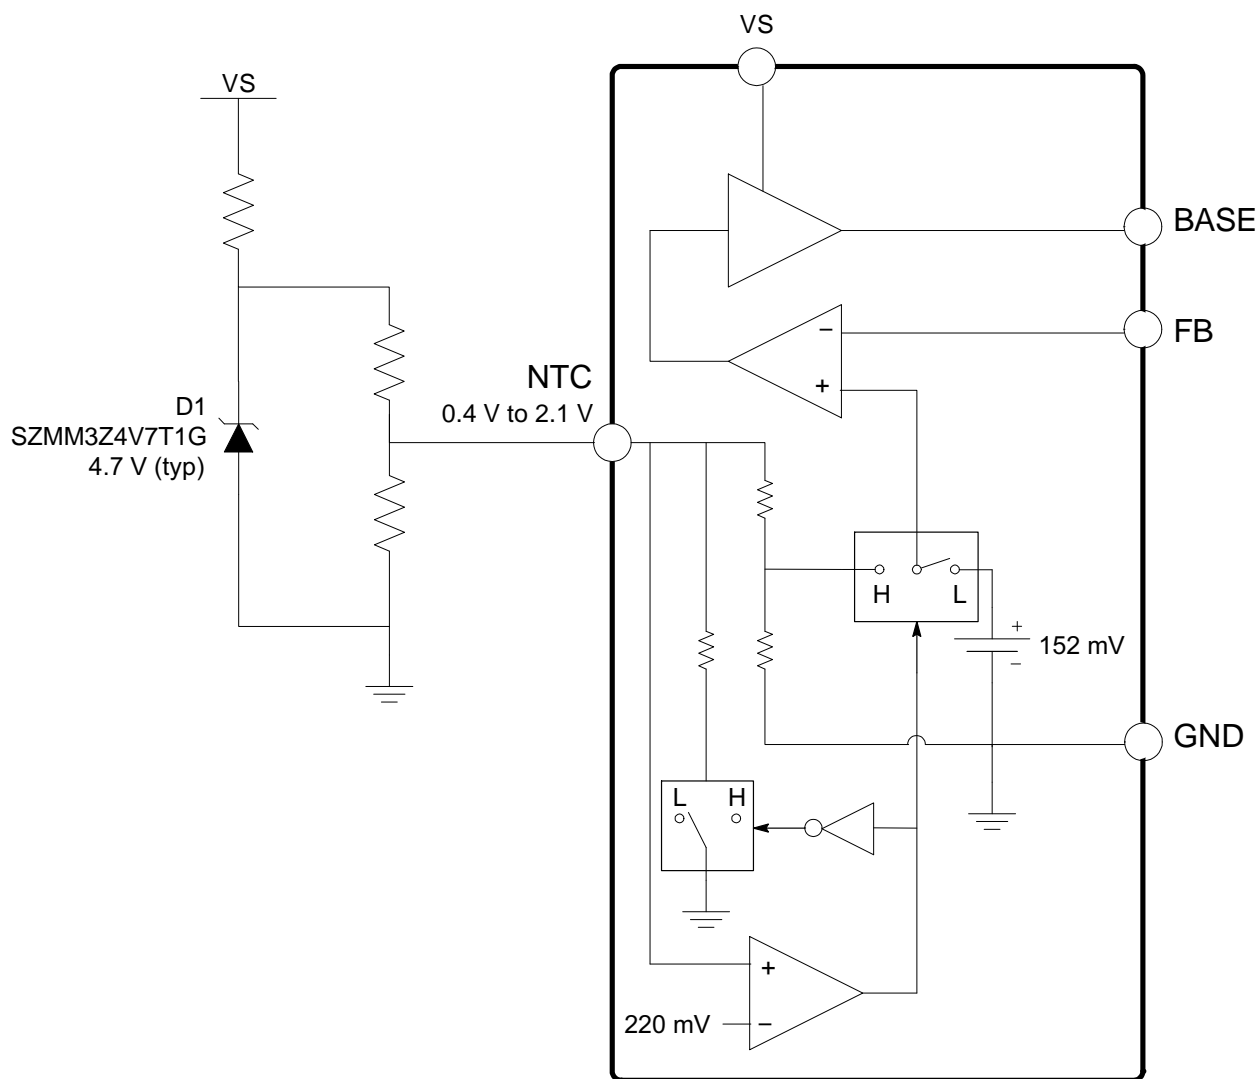 VS
VS
BASE
FB
NTC
0.4 V to 2.1 V
D1
SZMM3Z4V7T1G
4.7 V (typ)
−
+
H
L
+
152 mV
−
GND
L
H
+
220 mV
−